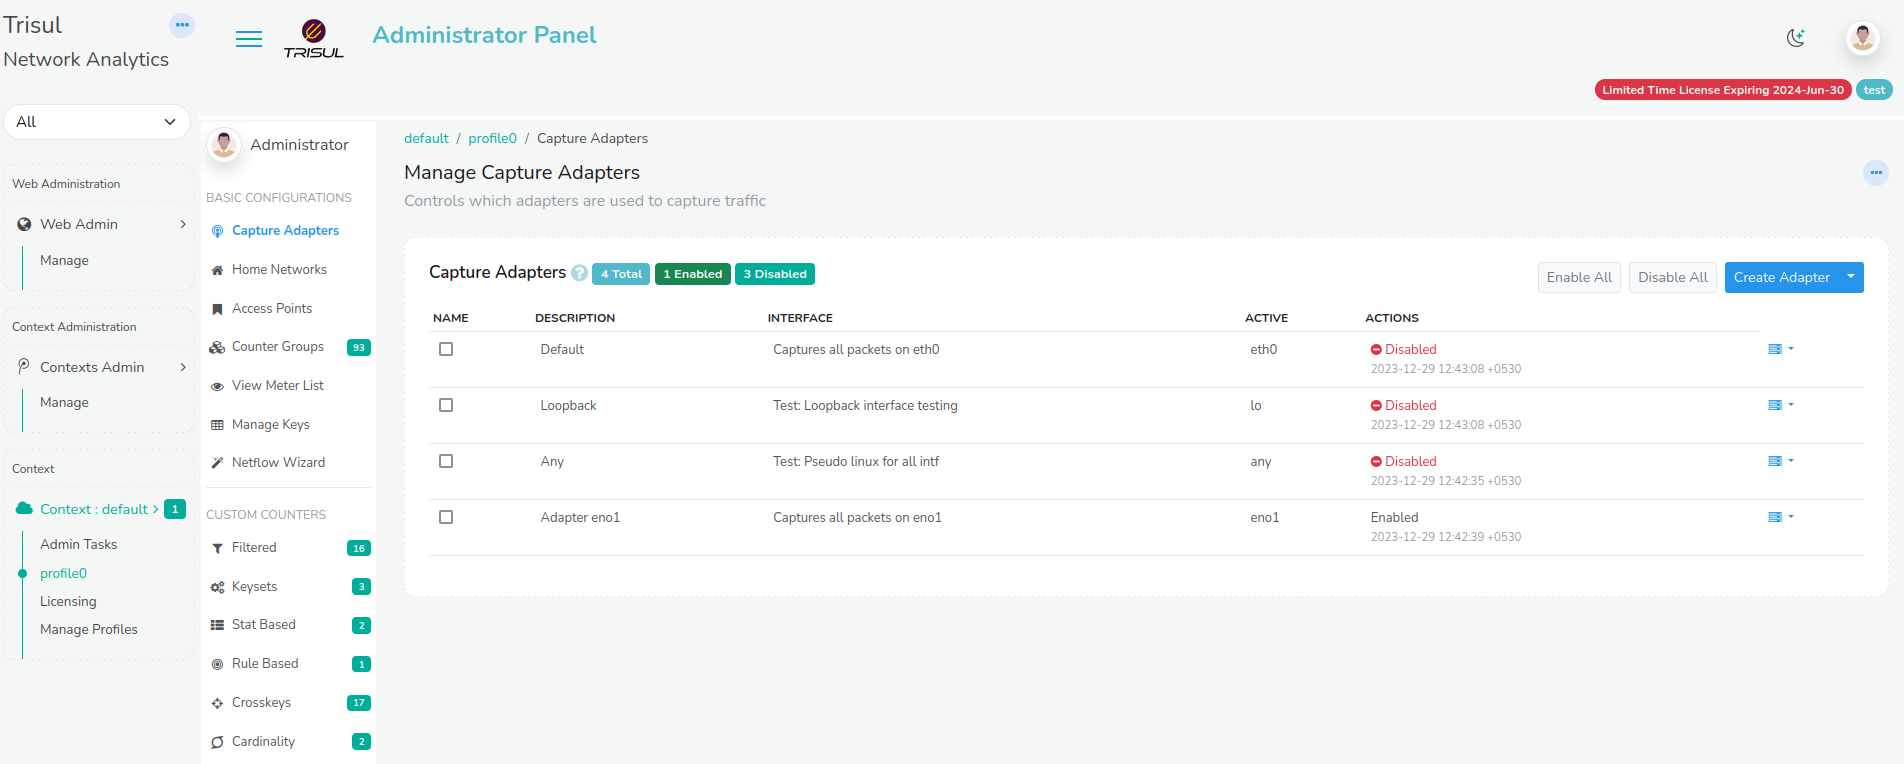 Trisul
Network Analytics
TRISUL
Administrator Panel
Limited Time License Expiring 2024-Jun-30
test
All
Web Administration
Web Admin
Manage
Context Administration
Contexts Admin
Manage
Context
Context : default
1
Admin Tasks
profile0
Licensing
Manage Profiles
Administrator
BASIC CONFIGURATIONS
Capture Adapters
Home Networks
Access Points
Counter Groups 93
View Meter List
Manage Keys
Netflow Wizard
CUSTOM COUNTERS
Filtered 16
Keysets 3
Stat Based 2
Rule Based 1
Crosskeys 17
Cardinality 2
default / profile0 / Capture Adapters
Manage Capture Adapters
Controls which adapters are used to capture traffic
Capture Adapters ? 4 Total 1 Enabled 3 Disabled
Enable All Disable All Create Adapter
NAME DESCRIPTION INTERFACE ACTIVE ACTIONS
Default Captures all packets on eth0 eth0 Disabled
2023-12-29 12:43:08 +0530
Loopback Test: Loopback interface testing lo Disabled
2023-12-29 12:43:08 +0530
Any Test: Pseudo linux for all intf any Disabled
2023-12-29 12:42:35 +0530
Adapter eno1 Captures all packets on eno1 eno1 Enabled
2023-12-29 12:42:39 +0530